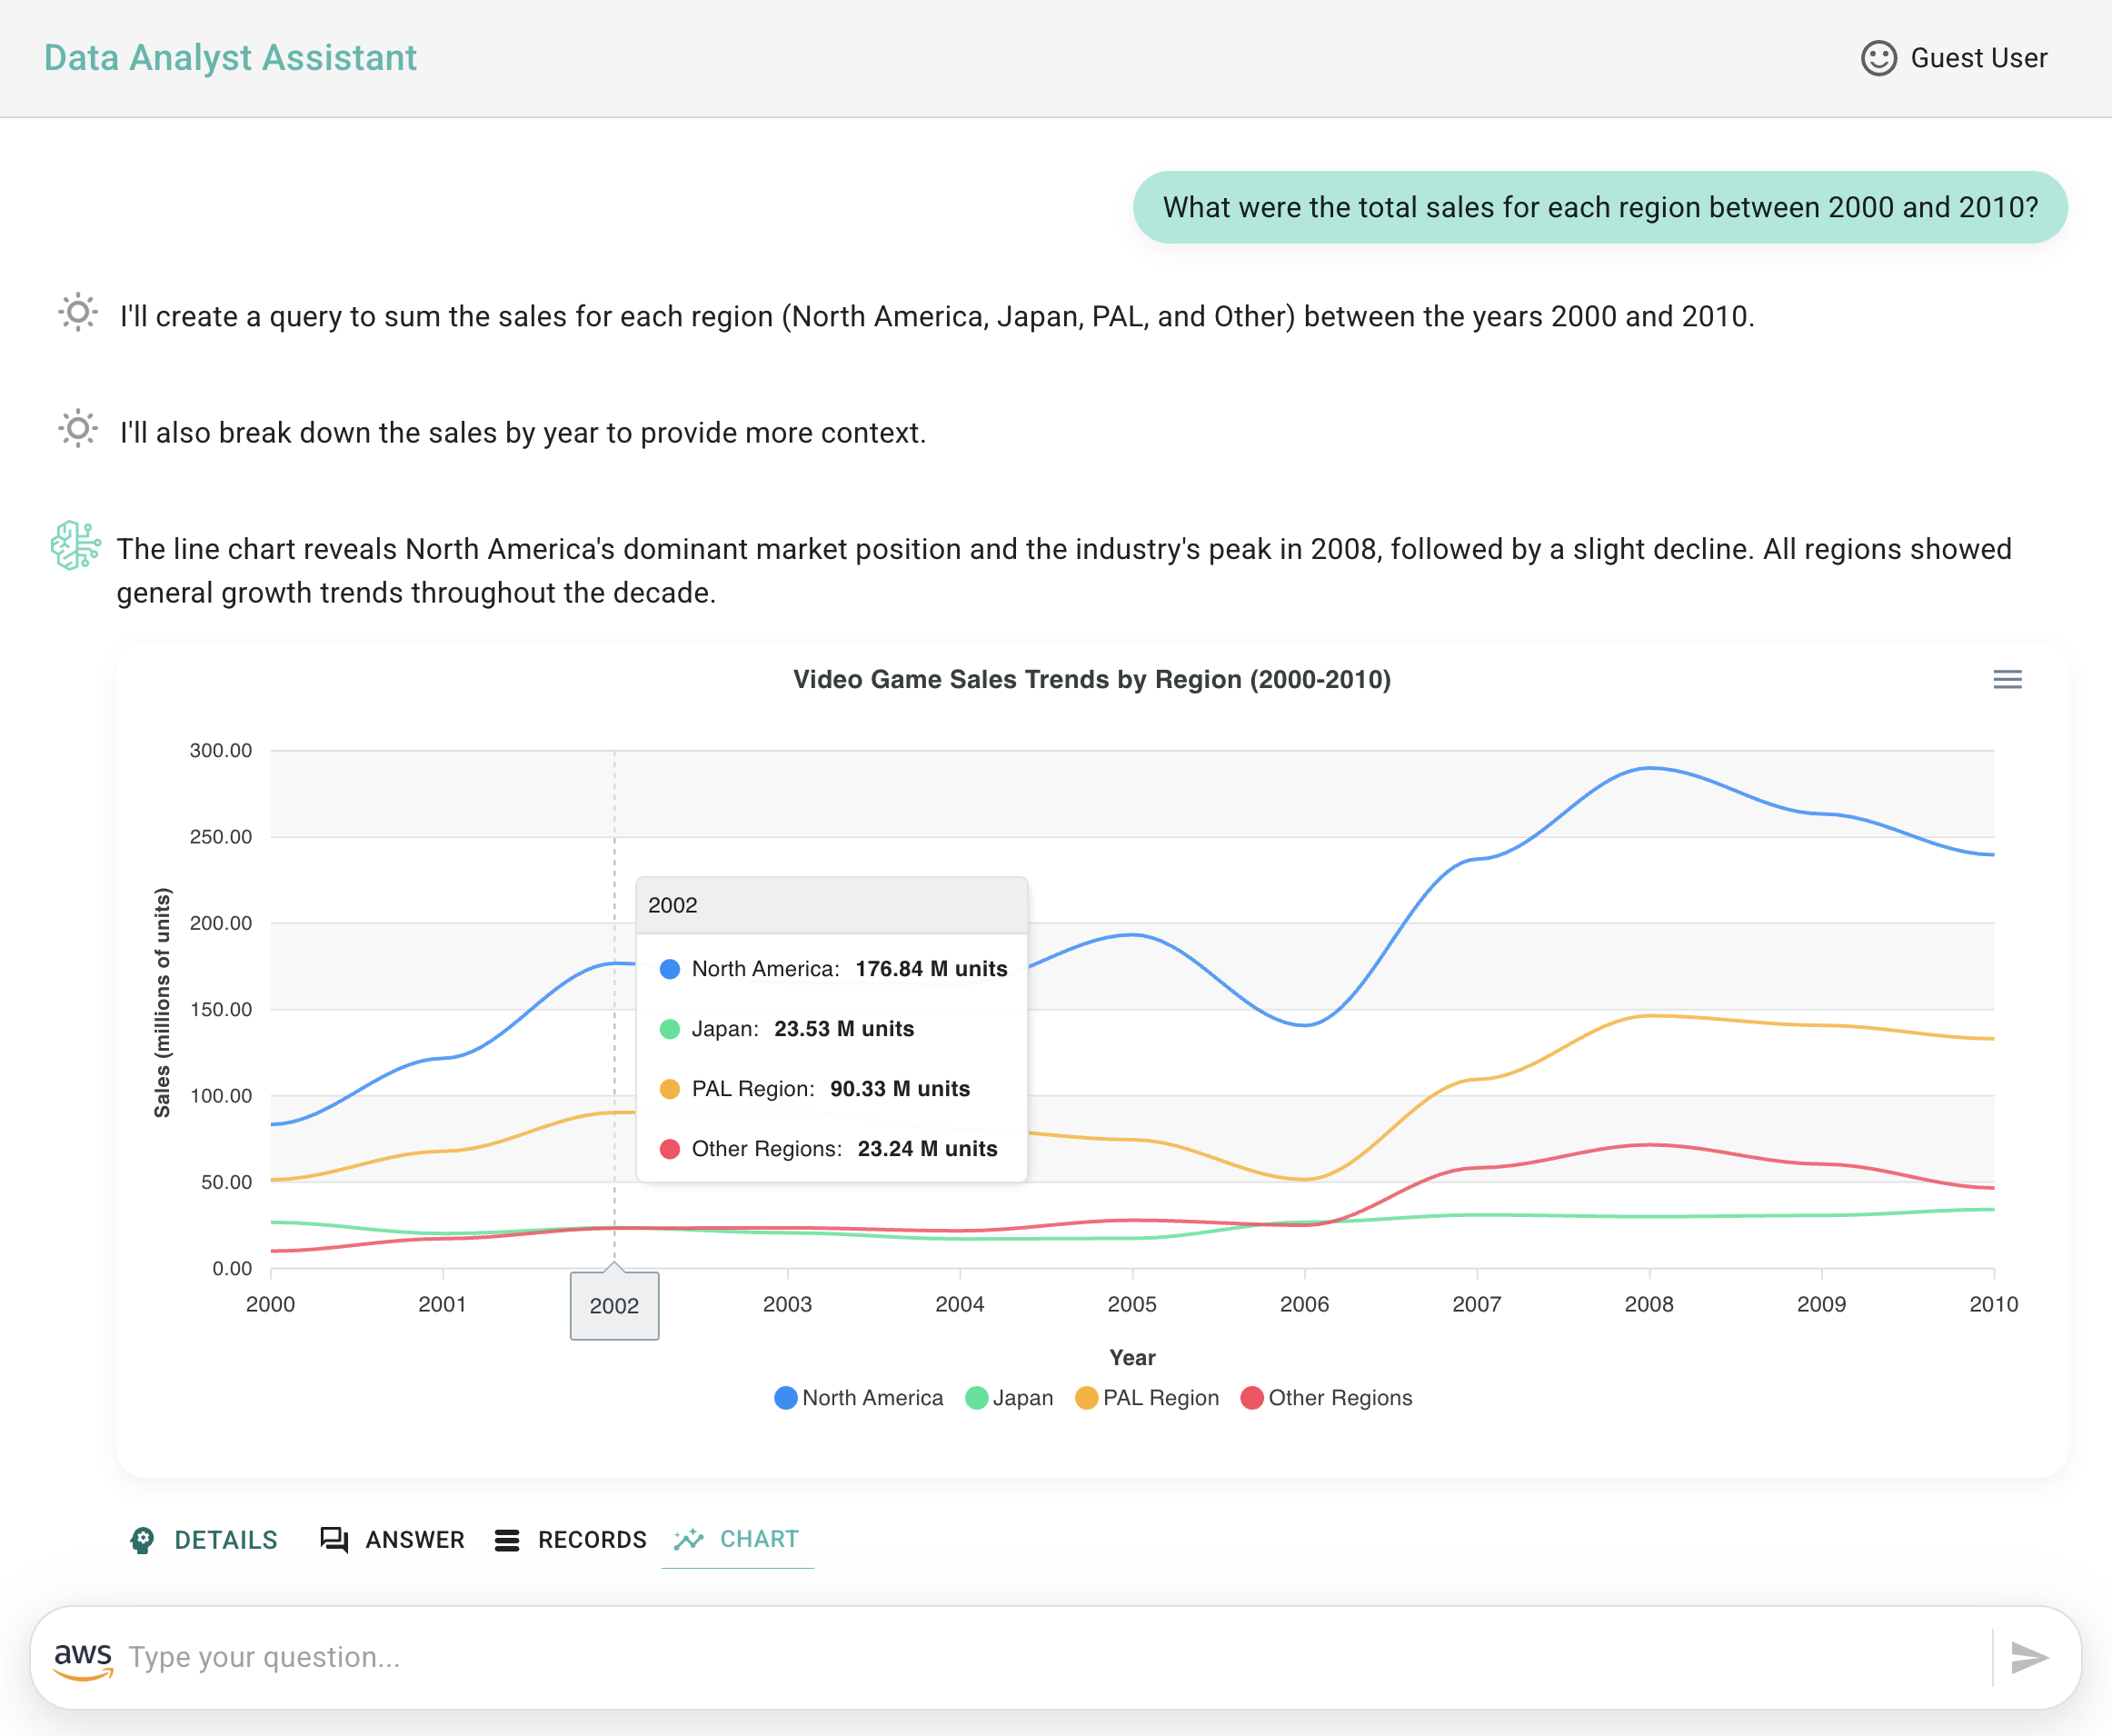 Data Analyst Assistant
Guest User
What were the total sales for each region between 2000 and 2010?
I'll create a query to sum the sales for each region (North America, Japan, PAL, and Other) between the years 2000 and 2010.
I'll also break down the sales by year to provide more context.
The line chart reveals North America's dominant market position and the industry's peak in 2008, followed by a slight decline. All regions showed
general growth trends throughout the decade.
Video Game Sales Trends by Region (2000-2010)
Sales (millions of units)
300.00
250.00
200.00
150.00
100.00
50.00
0.00
2002
North America: 176.84 M units
Japan: 23.53 M units
PAL Region: 90.33 M units
Other Regions: 23.24 M units
2000 2001 2002 2003 2004 2005 2006 2007 2008 2009 2010
Year
North America Japan PAL Region Other Regions
DETAILS ANSWER RECORDS CHART
aws Type your question...